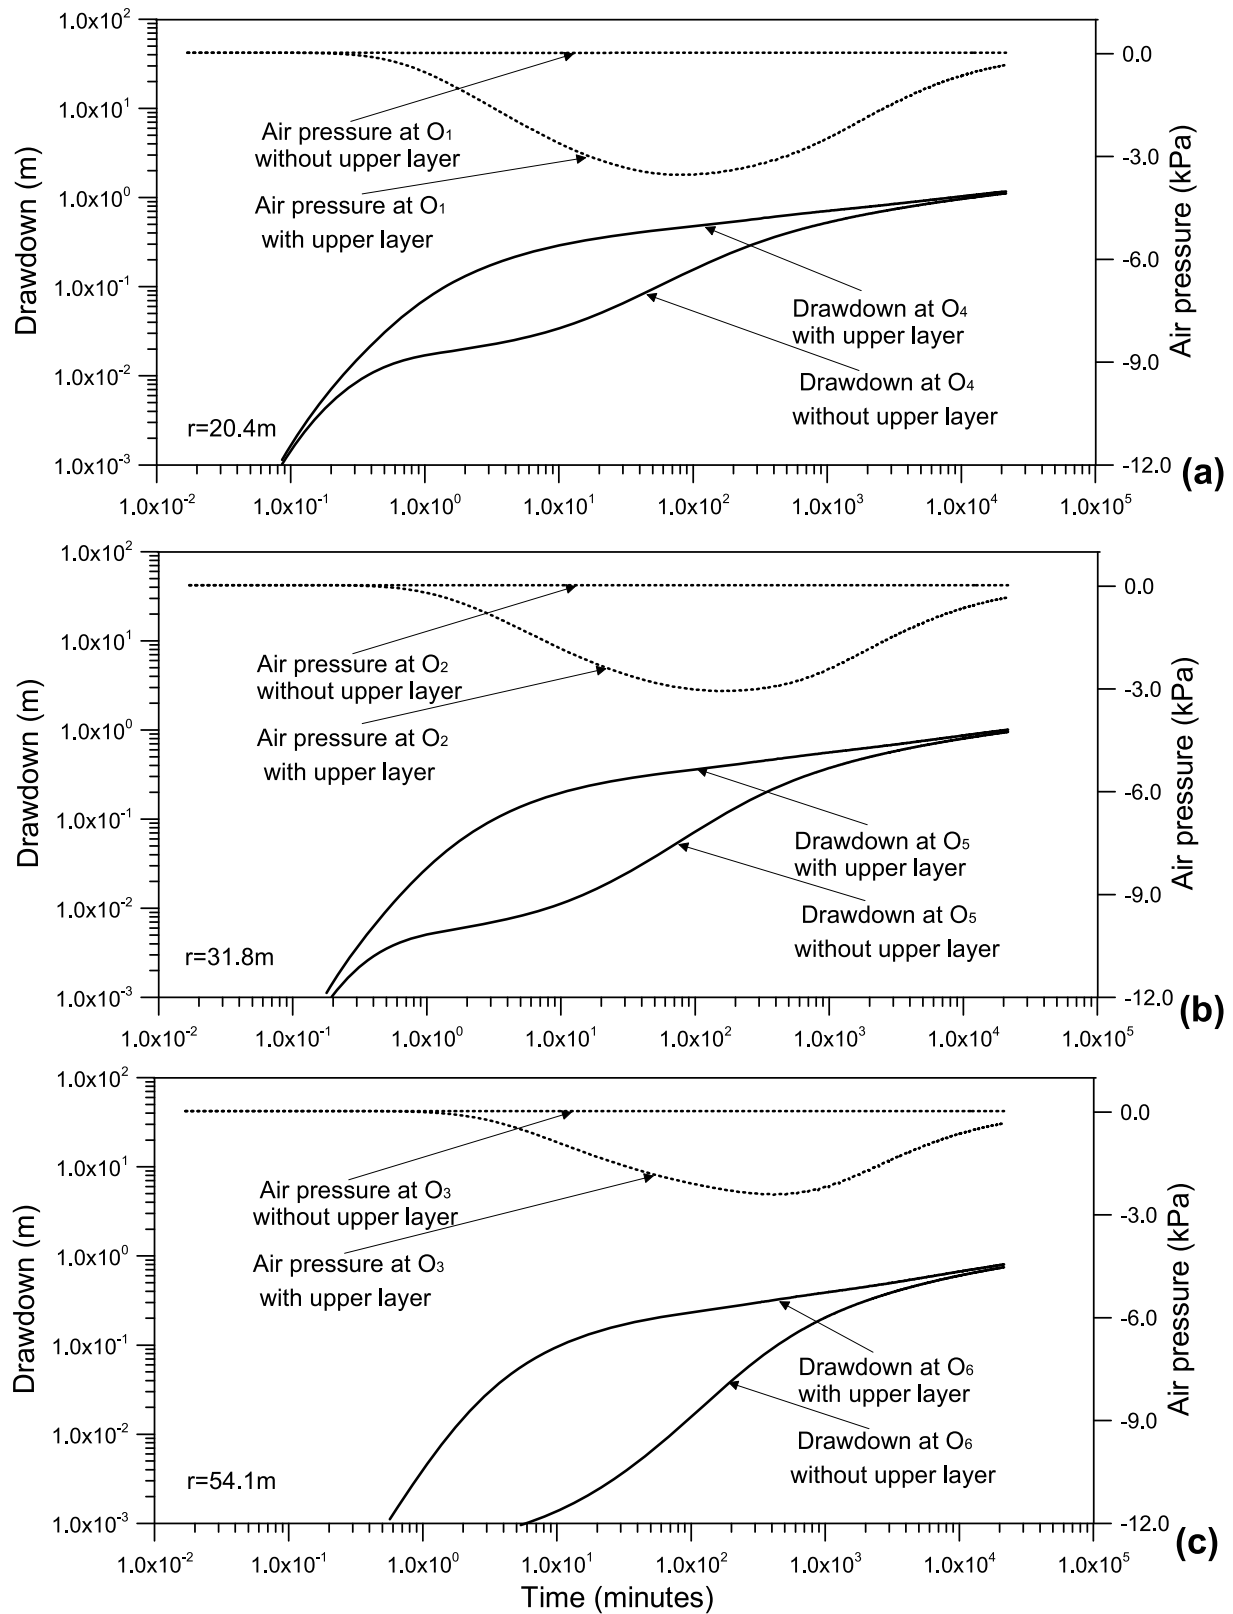 1.0x10²
1.0x10¹
1.0x10⁰
1.0x10⁻¹
1.0x10⁻²
1.0x10⁻³
Drawdown (m)
0.0
-3.0
-6.0
-9.0
-12.0
Air pressure (kPa)
Air pressure at O₁
without upper layer
Air pressure at O₁
with upper layer
Drawdown at O₄
with upper layer
Drawdown at O₄
without upper layer
r=20.4m
(a)
1.0x10⁻² 1.0x10⁻¹ 1.0x10⁰ 1.0x10¹ 1.0x10² 1.0x10³ 1.0x10⁴ 1.0x10⁵
1.0x10²
1.0x10¹
1.0x10⁰
1.0x10⁻¹
1.0x10⁻²
1.0x10⁻³
Drawdown (m)
0.0
-3.0
-6.0
-9.0
-12.0
Air pressure (kPa)
Air pressure at O₂
without upper layer
Air pressure at O₂
with upper layer
Drawdown at O₅
with upper layer
Drawdown at O₅
without upper layer
r=31.8m
(b)
1.0x10⁻² 1.0x10⁻¹ 1.0x10⁰ 1.0x10¹ 1.0x10² 1.0x10³ 1.0x10⁴ 1.0x10⁵
1.0x10²
1.0x10¹
1.0x10⁰
1.0x10⁻¹
1.0x10⁻²
1.0x10⁻³
Drawdown (m)
0.0
-3.0
-6.0
-9.0
-12.0
Air pressure (kPa)
Air pressure at O₃
without upper layer
Air pressure at O₃
with upper layer
Drawdown at O₆
with upper layer
Drawdown at O₆
without upper layer
r=54.1m
(c)
1.0x10⁻² 1.0x10⁻¹ 1.0x10⁰ 1.0x10¹ 1.0x10² 1.0x10³ 1.0x10⁴ 1.0x10⁵
Time (minutes)